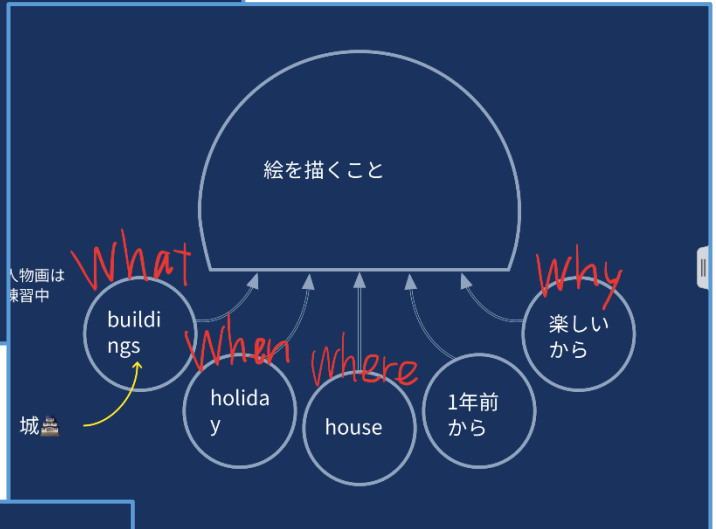 絵を描くこと
What
Why
人物画は
練習中
buildi
ngs
When
Where
楽しい
から
holida
y
house
1年前
から
城🏯